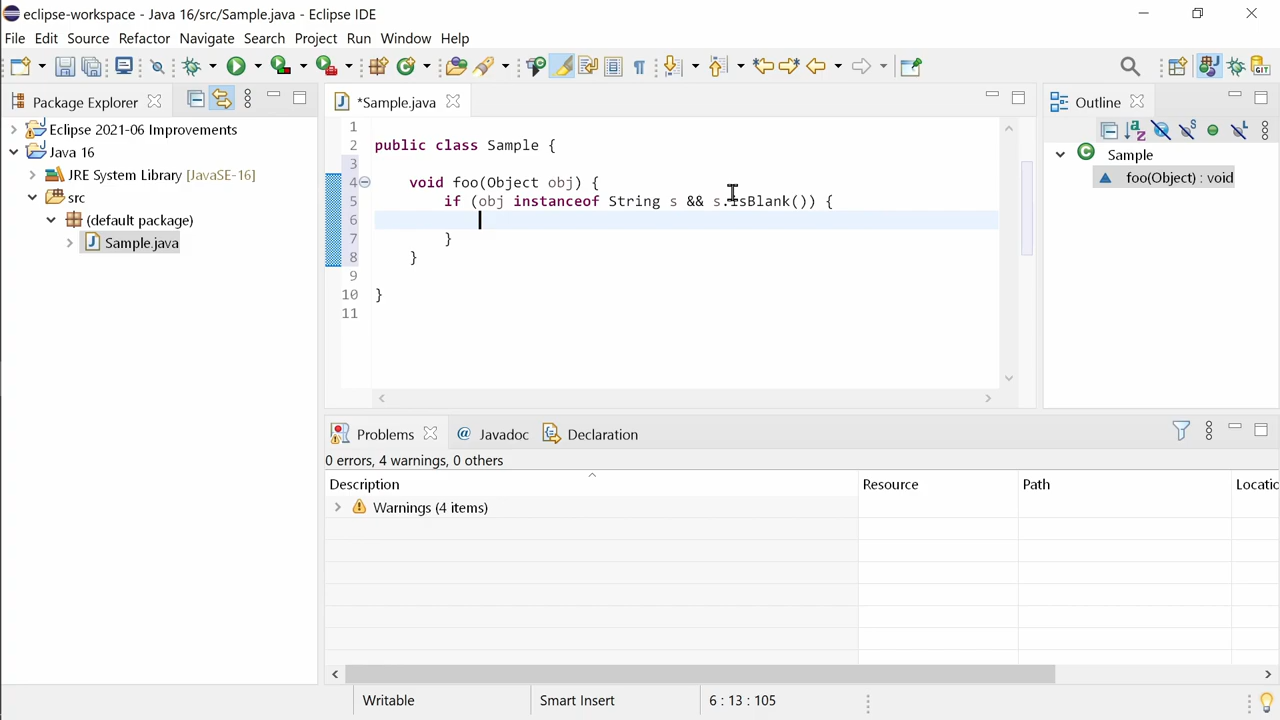 eclipse-workspace - Java 16/src/Sample.java - Eclipse IDE
File Edit Source Refactor Navigate Search Project Run Window Help
Package Explorer
Eclipse 2021-06 Improvements
Java 16
JRE System Library [JavaSE-16]
src
(default package)
Sample.java
*Sample.java
1
2 public class Sample {
3
4 void foo(Object obj) {
5 if (obj instanceof String s && s.isBlank()) {
6
7 }
8 }
9
10 }
11
Outline
Sample
foo(Object) : void
Problems @ Javadoc Declaration
0 errors, 4 warnings, 0 others
Description Resource Path Locatic
Warnings (4 items)
Writable Smart Insert 6 : 13 : 105